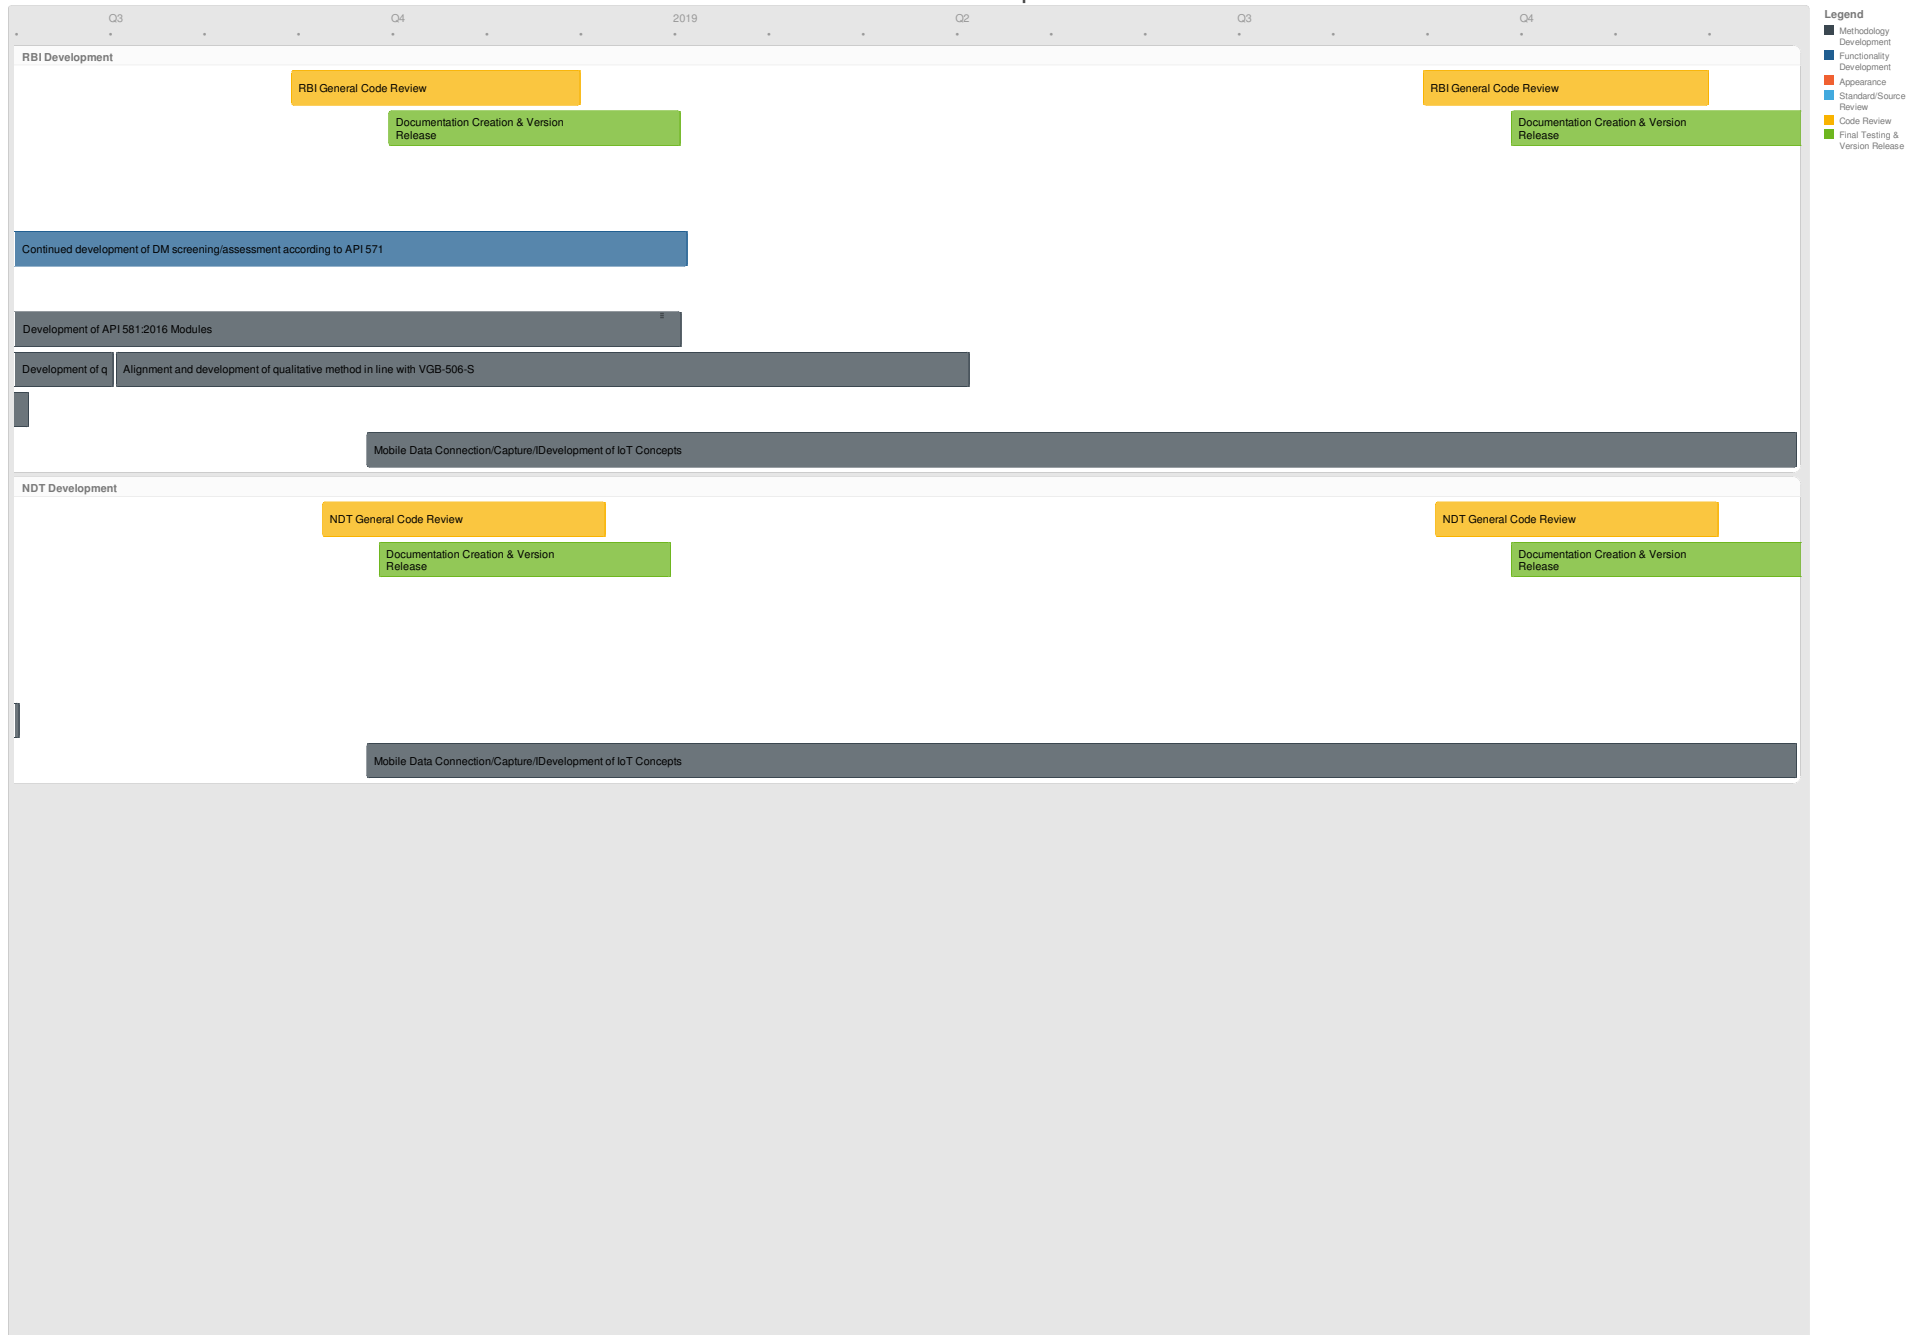 Q3 Q4 2019 Q2 Q3 Q4
RBI Development
RBI General Code Review
RBI General Code Review
Documentation Creation & Version
Release
Documentation Creation & Version
Release
Continued development of DM screening/assessment according to API 571
Development of API 581:2016 Modules
Development of q
Alignment and development of qualitative method in line with VGB-506-S
Mobile Data Connection/Capture/IDevelopment of IoT Concepts
NDT Development
NDT General Code Review
NDT General Code Review
Documentation Creation & Version
Release
Documentation Creation & Version
Release
Mobile Data Connection/Capture/IDevelopment of IoT Concepts
Legend
Methodology
Development
Functionality
Development
Appearance
Standard/Source
Review
Code Review
Final Testing &
Version Release